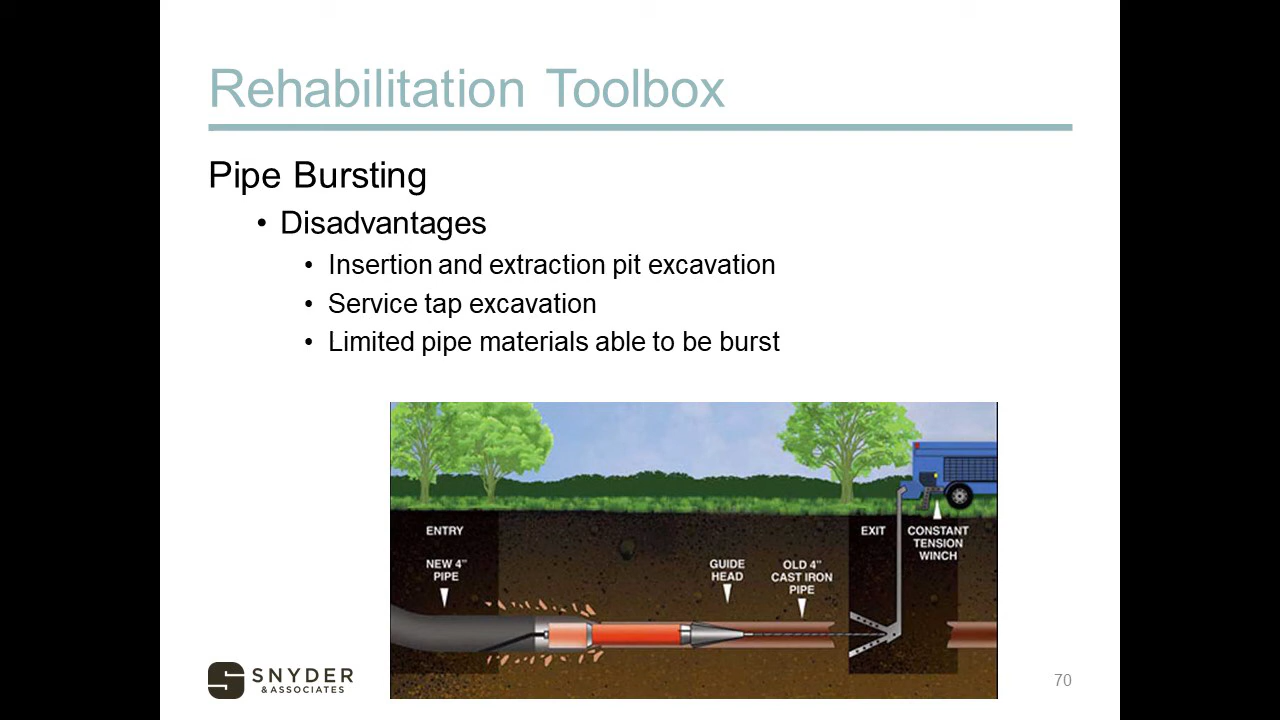 Rehabilitation Toolbox
Pipe Bursting
• Disadvantages
• Insertion and extraction pit excavation
• Service tap excavation
• Limited pipe materials able to be burst
ENTRY
NEW 4"
PIPE
GUIDE
HEAD
OLD 4"
CAST IRON
PIPE
EXIT
CONSTANT
TENSION
WINCH
SNYDER
& ASSOCIATES
70